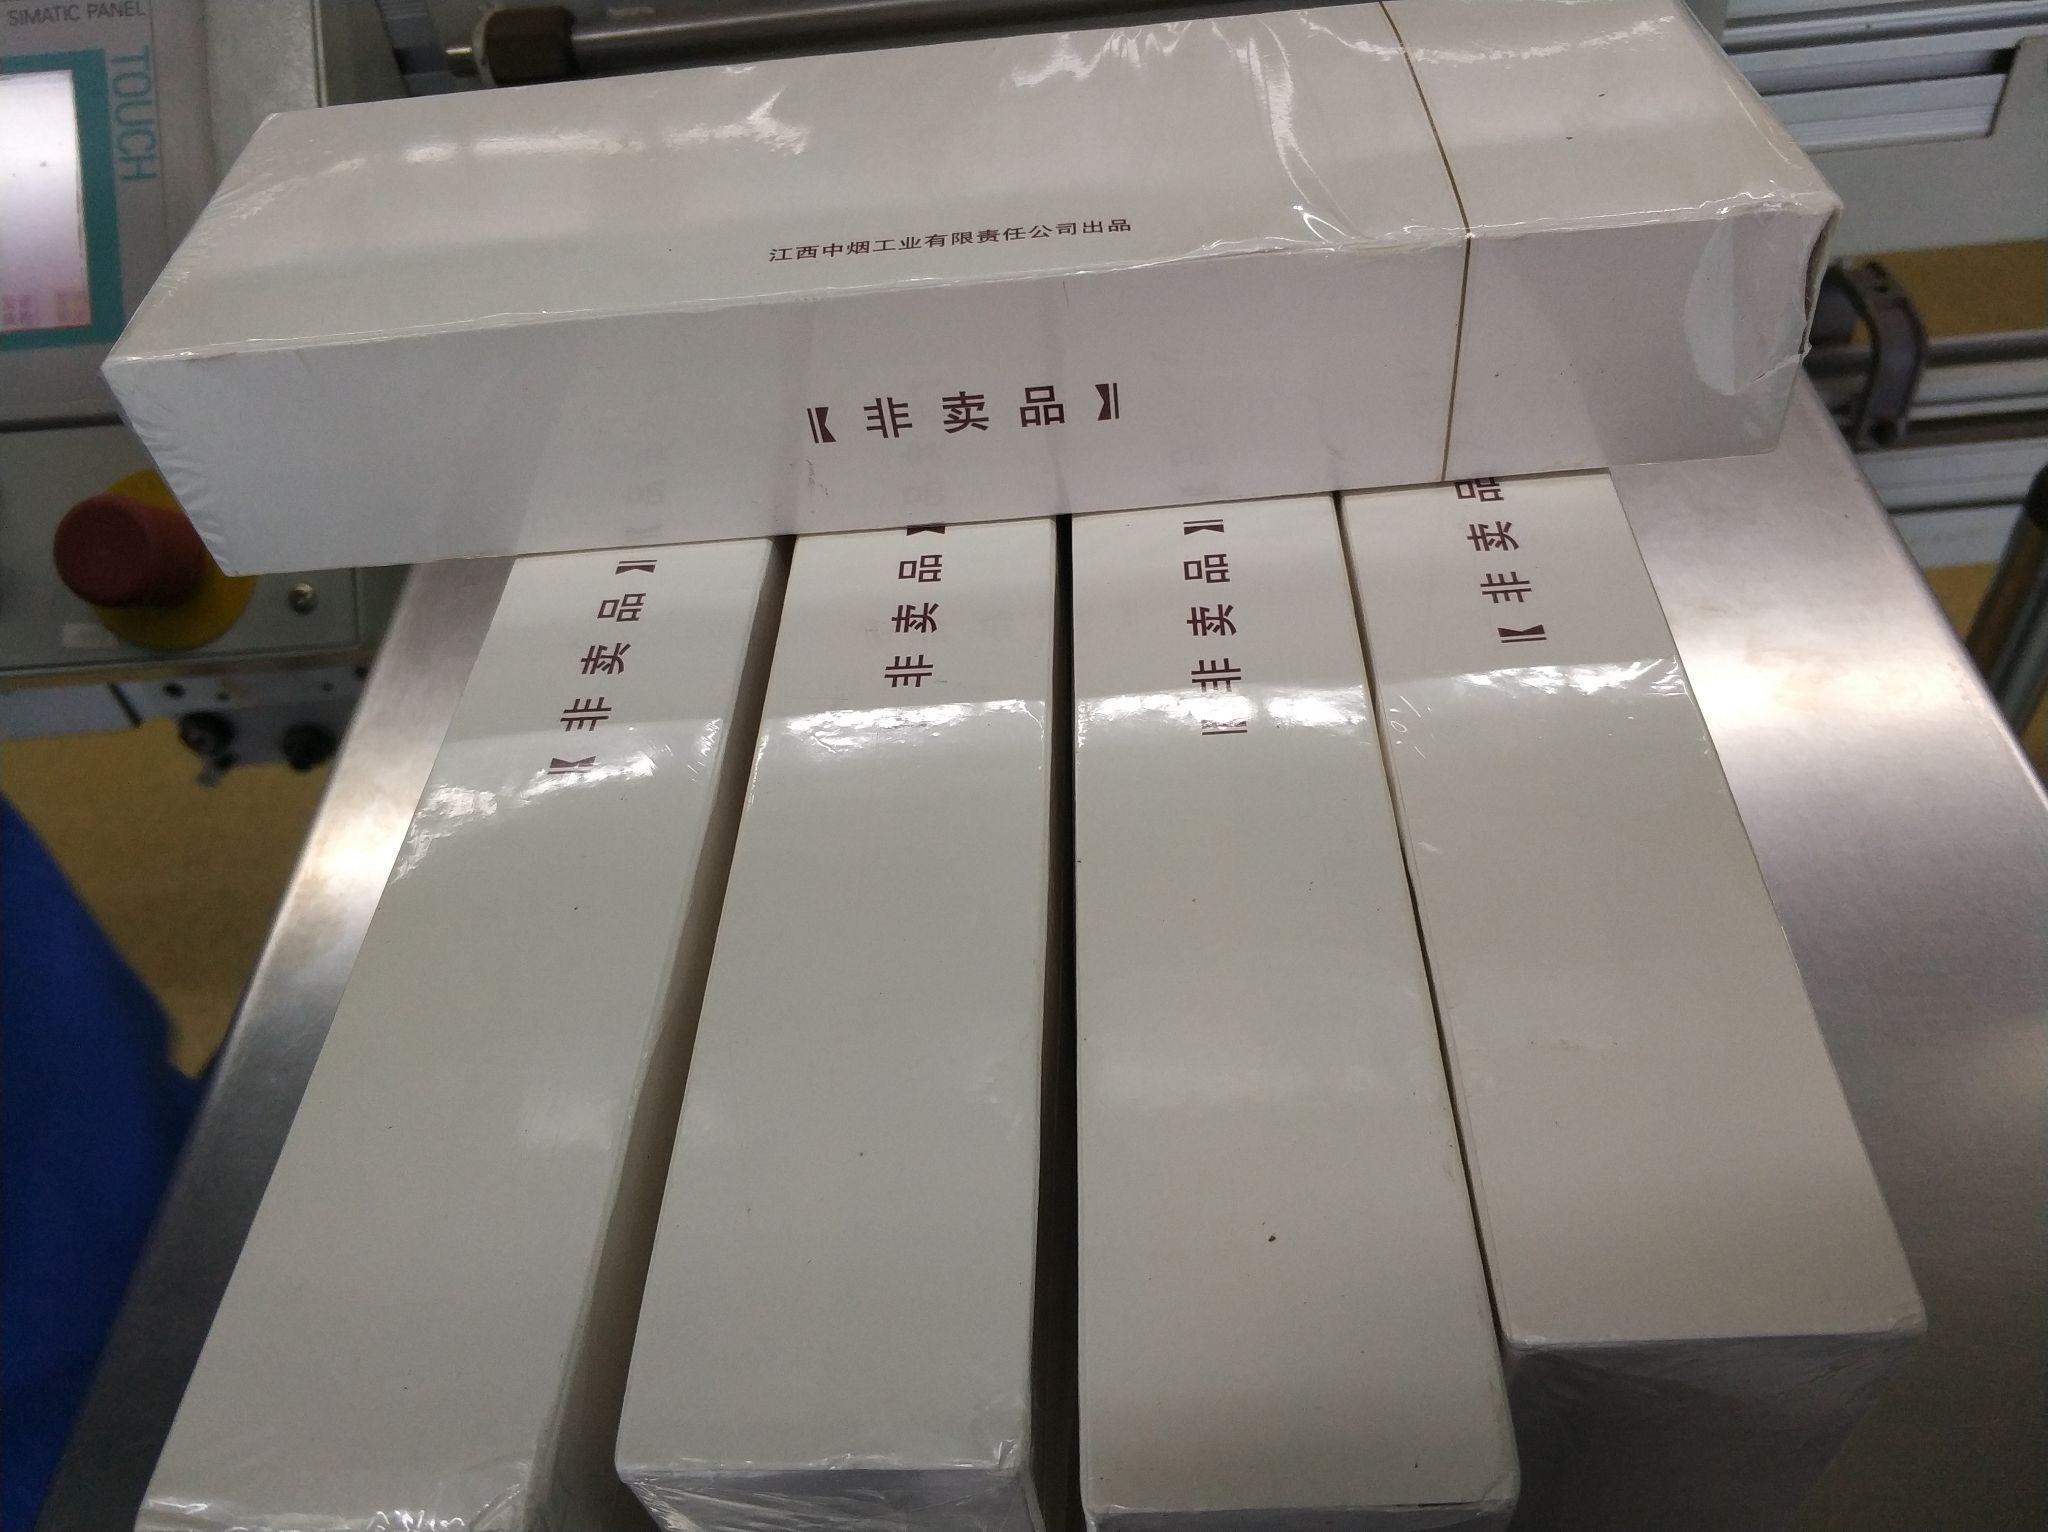 SIMATIC PANEL
TOUCH
江西中烟工业有限责任公司出品
【非卖品】
【非卖品】
非卖品】
【非卖品】
【非卖品